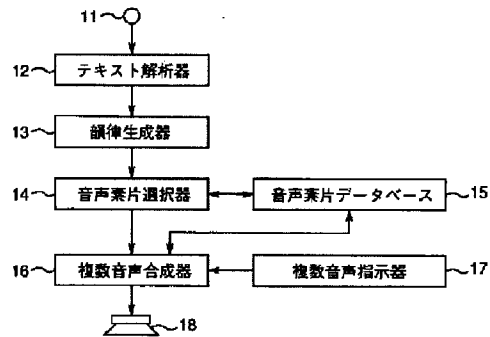 11
12 テキスト解析器
13 韻律生成器
14 音声素片選択器 音声素片データベース 15
16 複数音声合成器 複数音声指示器 17
18